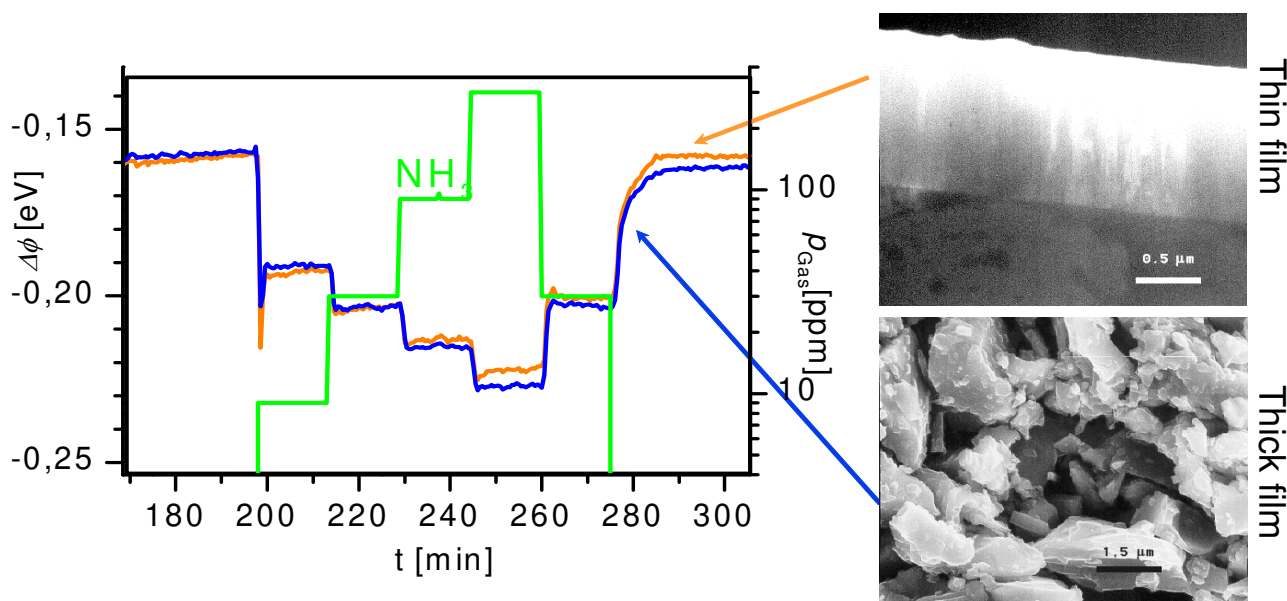 -0,15
-0,20
-0,25
Δϕ [eV]
NH3
100
10
pGas[ppm]
180 200 220 240 260 280 300
t [min]
0.5 μm
Thin film
1,5 μm
Thick film